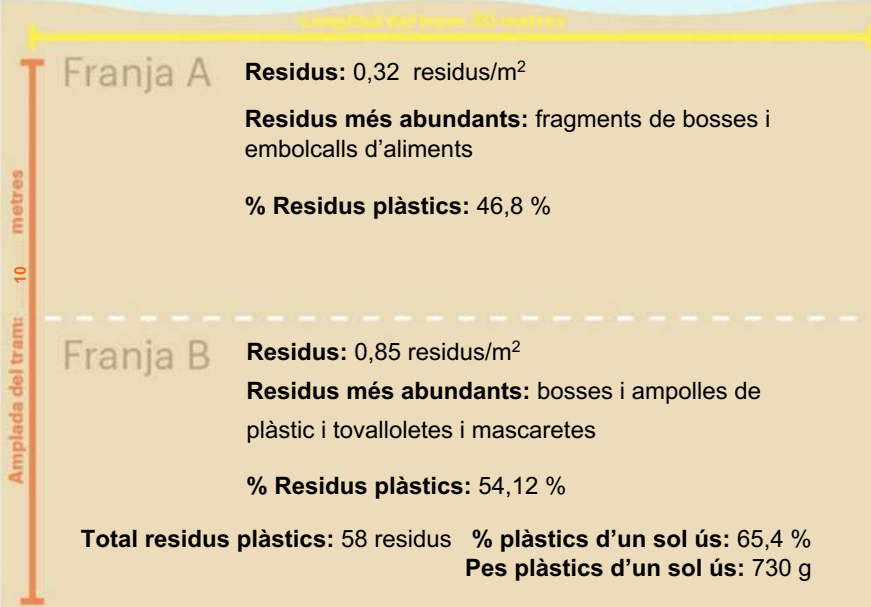 Longitud del tram: 20 metres
Franja A
Residus: 0,32 residus/m²
Residus més abundants: fragments de bosses i
embolcalls d’aliments
% Residus plàstics: 46,8 %
Amplada del tram: 10 metres
Franja B
Residus: 0,85 residus/m²
Residus més abundants: bosses i ampolles de
plàstic i tovalloletes i mascaretes
% Residus plàstics: 54,12 %
Total residus plàstics: 58 residus % plàstics d’un sol ús: 65,4 %
Pes plàstics d’un sol ús: 730 g